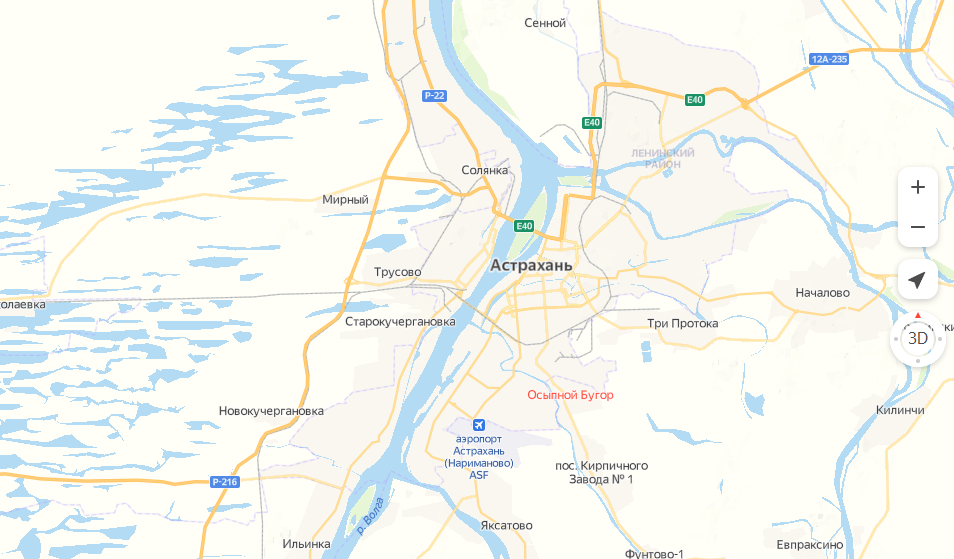 Сенной
12А-235
Р-22
Е40
Е40
ЛЕНИНСКИЙ
РАЙОН
Солянка
Мирный
Е40
Астрахань
Трусово
Началово
Старокучергановка
Три Протока
3D
Осыпной Бугор
Новокучергановка
Килинчи
аэропорт
Астрахань
(Нариманово)
ASF
пос. Кирпичного
Завода № 1
Р-216
р. Волга
Яксатово
Ильинка
Евпраксино
Фунтово-1